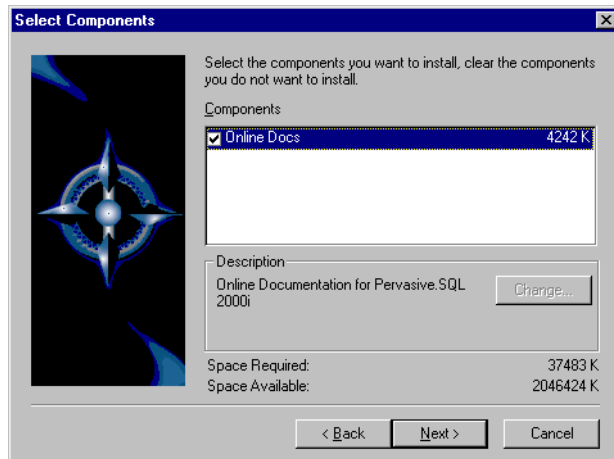 Select Components
Select the components you want to install, clear the components
you do not want to install.
Components
Online Docs 4242 K
Description
Online Documentation for Pervasive.SQL
2000i
Change...
Space Required: 37483 K
Space Available: 2046424 K
< Back Next > Cancel